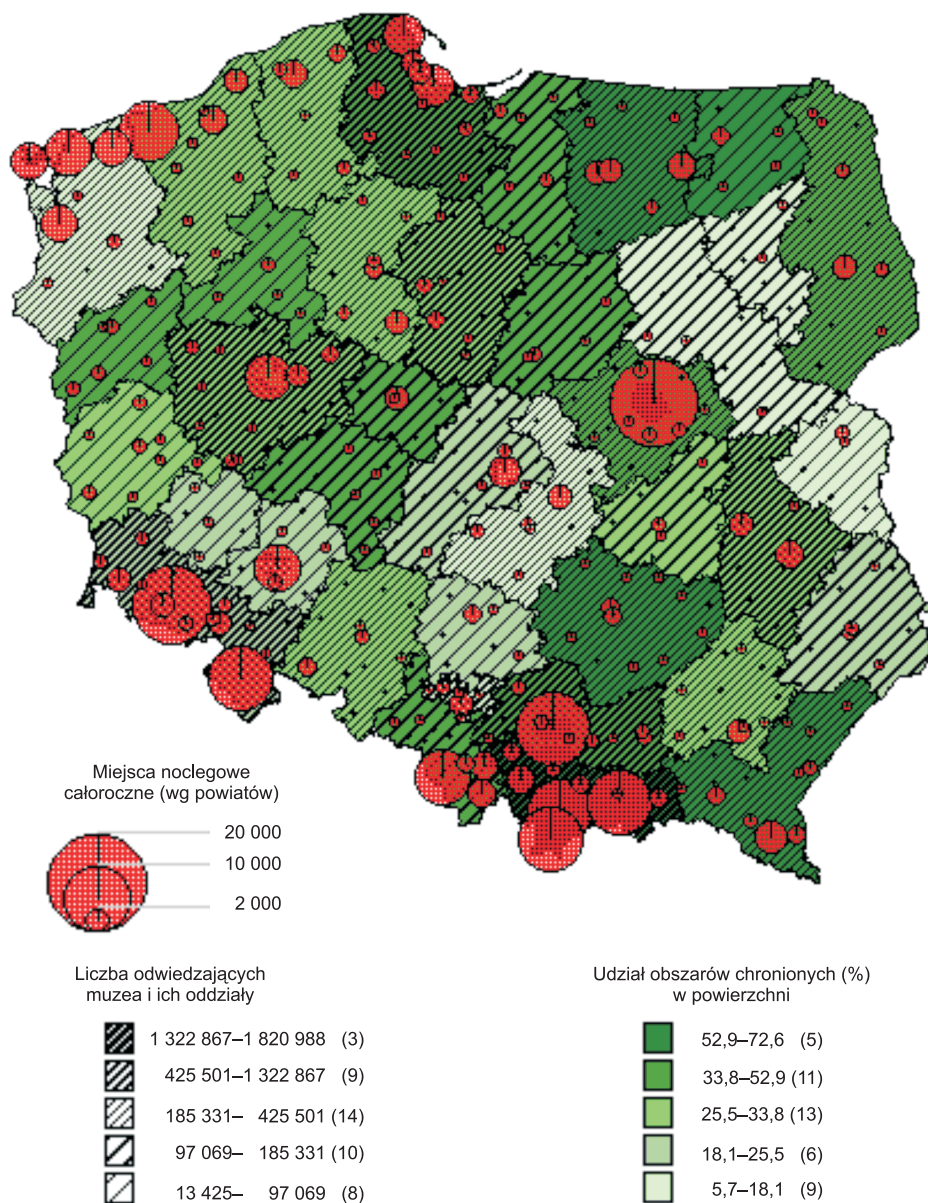 Miejsca noclegowe
całoroczne (wg powiatów)
20 000
10 000
2 000
Liczba odwiedzających
muzea i ich oddziały
1 322 867–1 820 988 (3)
425 501–1 322 867 (9)
185 331– 425 501 (14)
97 069– 185 331 (10)
13 425– 97 069 (8)
Udział obszarów chronionych (%)
w powierzchni
52,9–72,6 (5)
33,8–52,9 (11)
25,5–33,8 (13)
18,1–25,5 (6)
5,7–18,1 (9)